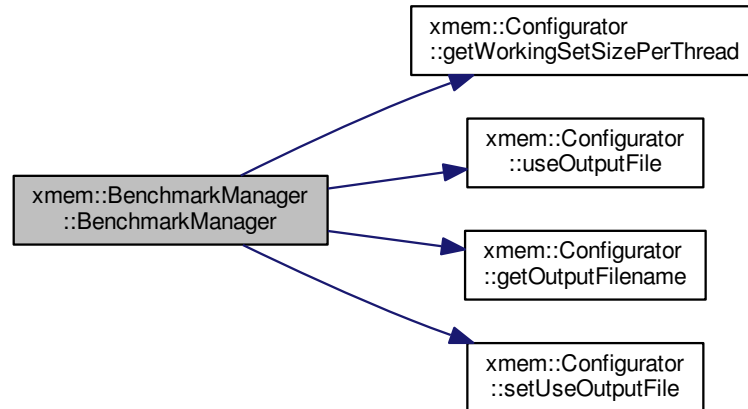 xmem::Configurator
::getWorkingSetSizePerThread
xmem::Configurator
::useOutputFile
xmem::BenchmarkManager
::BenchmarkManager
xmem::Configurator
::getOutputFilename
xmem::Configurator
::setUseOutputFile